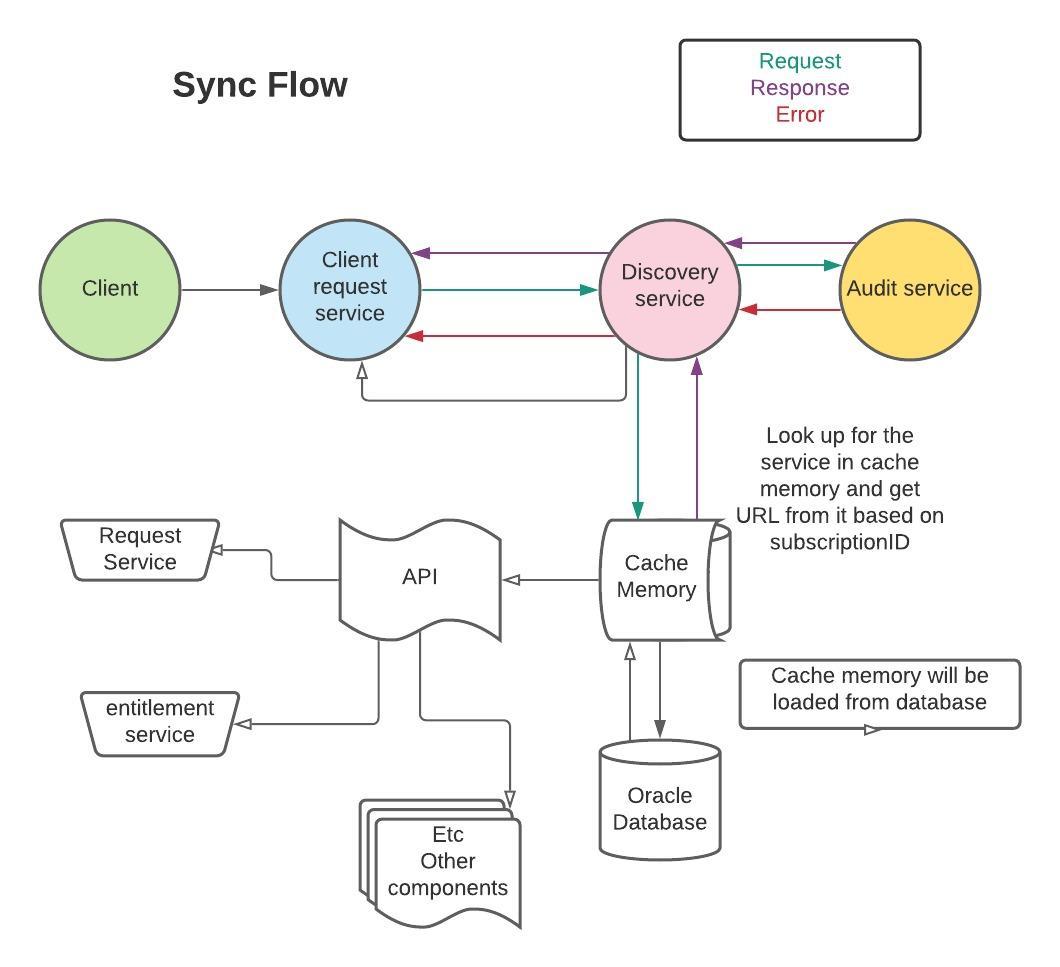 Sync Flow
Request
Response
Error
Client
Client
request
service
Discovery
service
Audit service
Look up for the
service in cache
memory and get
URL from it based on
subscriptionID
Request
Service
API
Cache
Memory
Cache memory will be
loaded from database
entitlement
service
Oracle
Database
Etc
Other
components